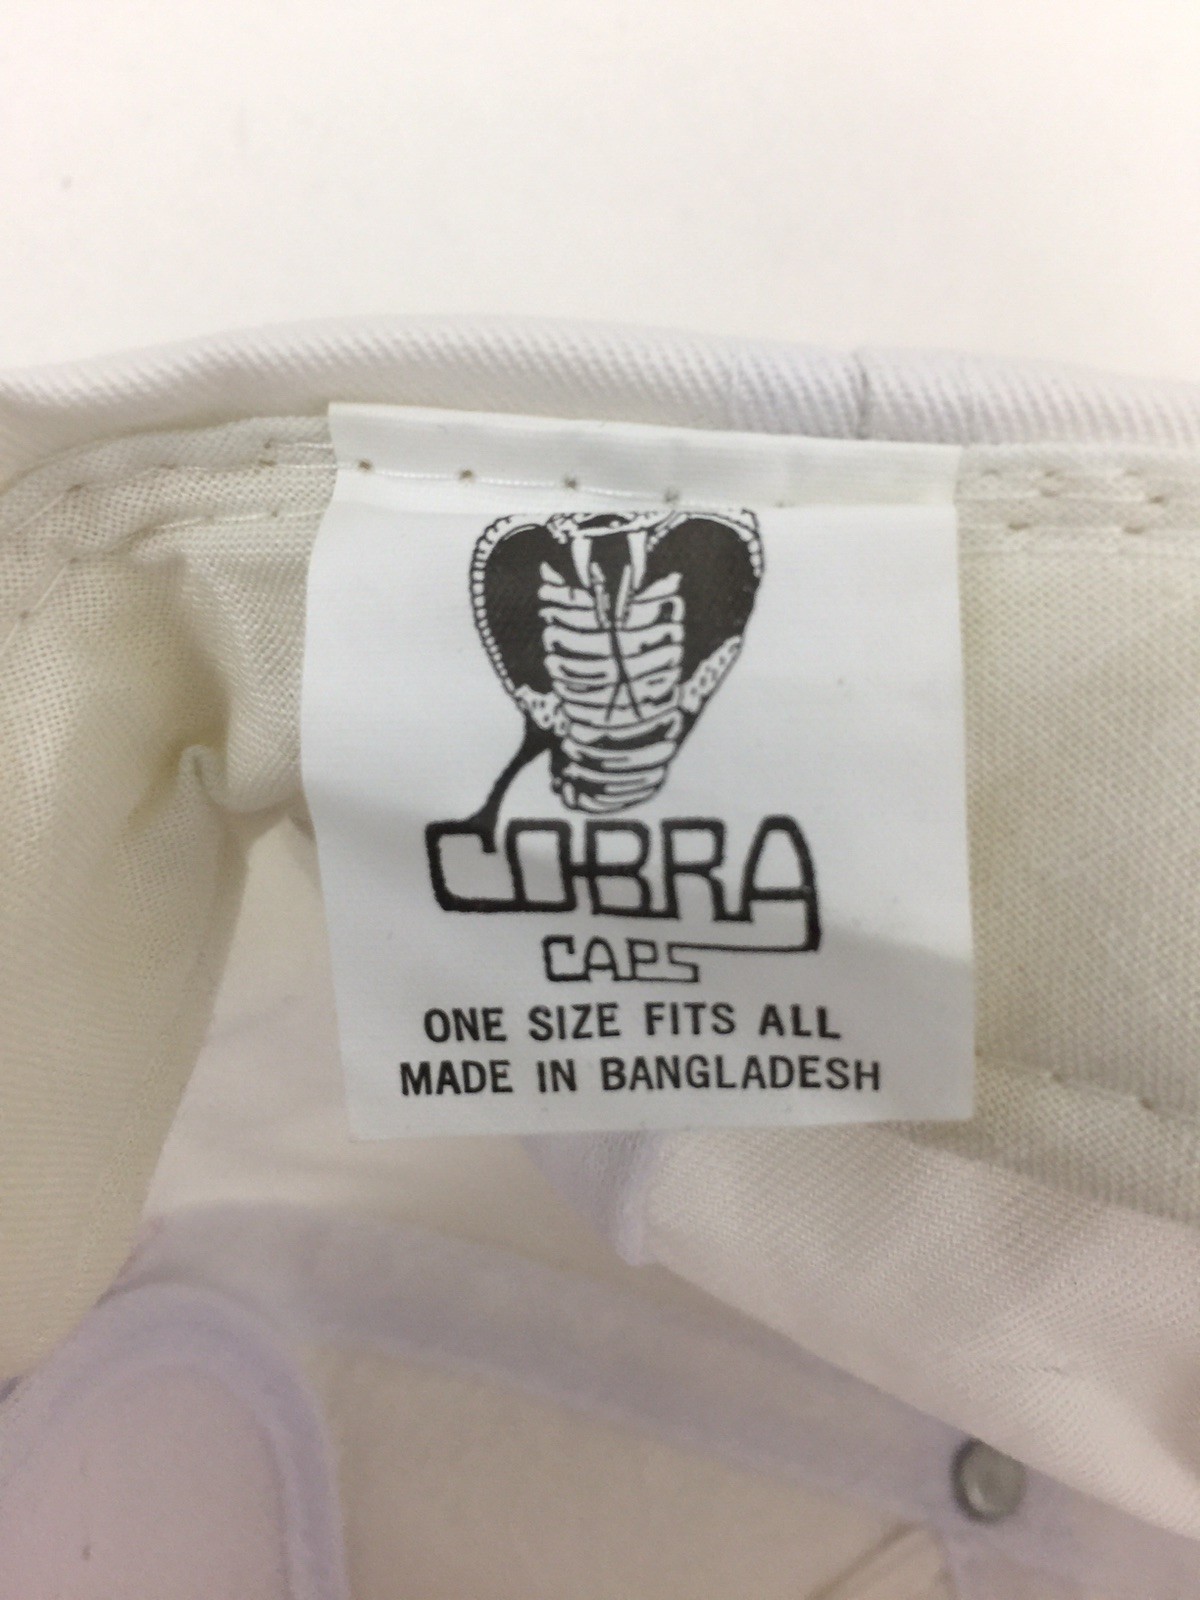 COBRA
CAPS
ONE SIZE FITS ALL
MADE IN BANGLADESH